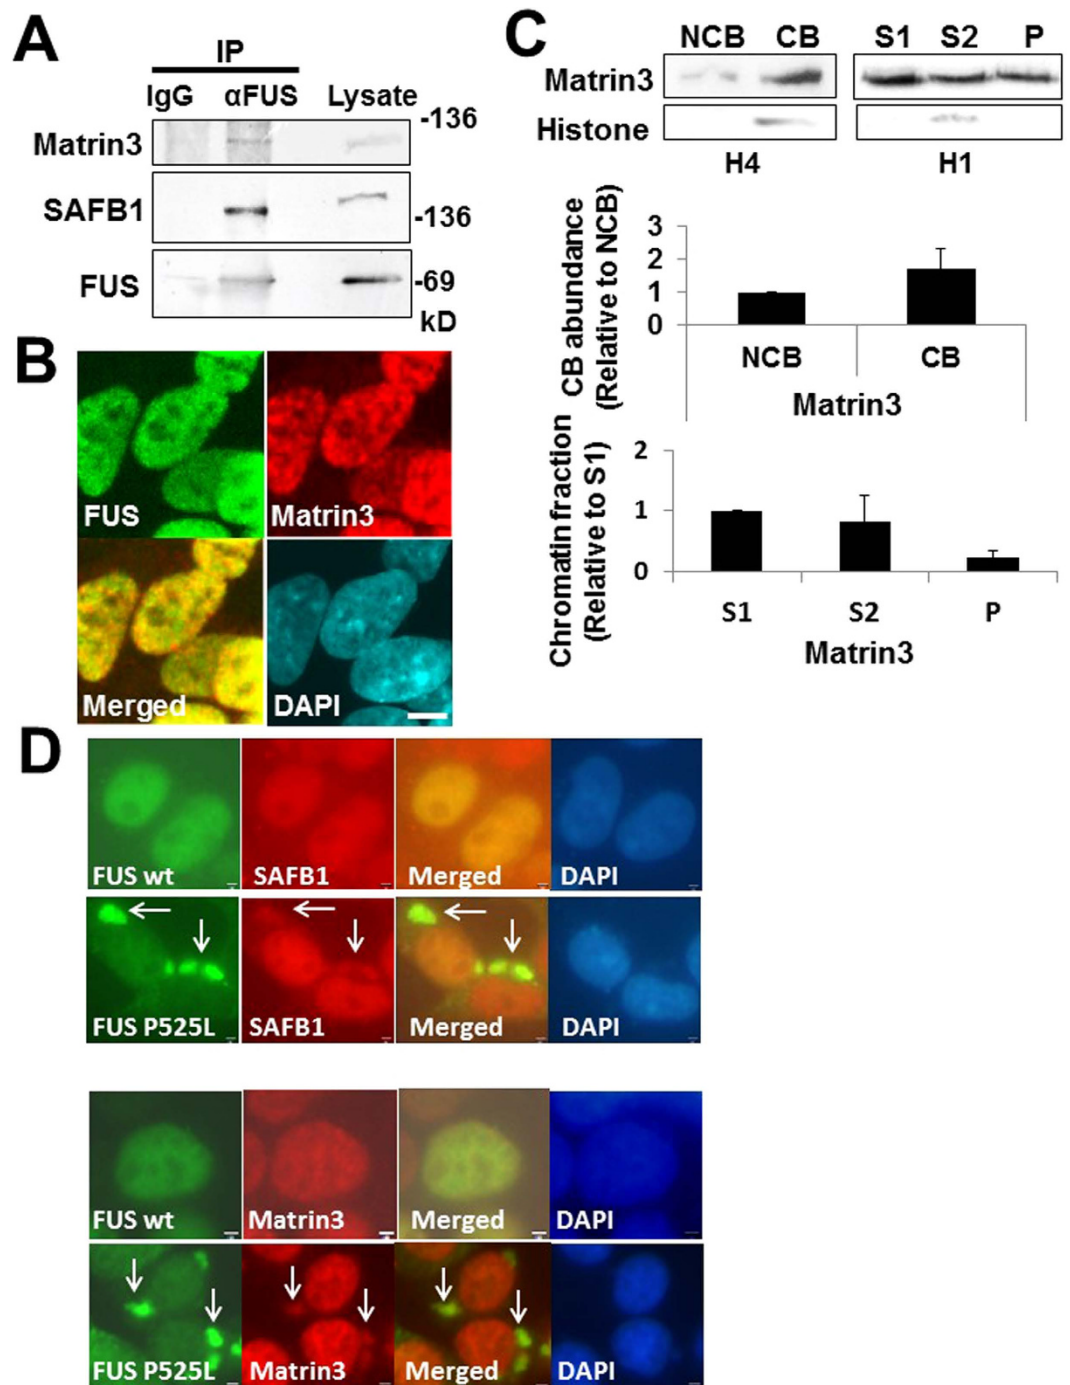 A
IP
IgG αFUS Lysate
-136
Matrin3
SAFB1
-136
FUS
-69
kD
B
FUS
Matrin3
Merged
DAPI
C
NCB CB S1 S2 P
Matrin3
Histone
H4 H1
CB abundance
(Relative to NCB)
3
2
1
0
NCB CB
Matrin3
Chromatin fraction
(Relative to S1)
2
1
0
S1 S2 P
Matrin3
D
FUS wt SAFB1 Merged DAPI
FUS P525L SAFB1 Merged DAPI
FUS wt Matrin3 Merged DAPI
FUS P525L Matrin3 Merged DAPI